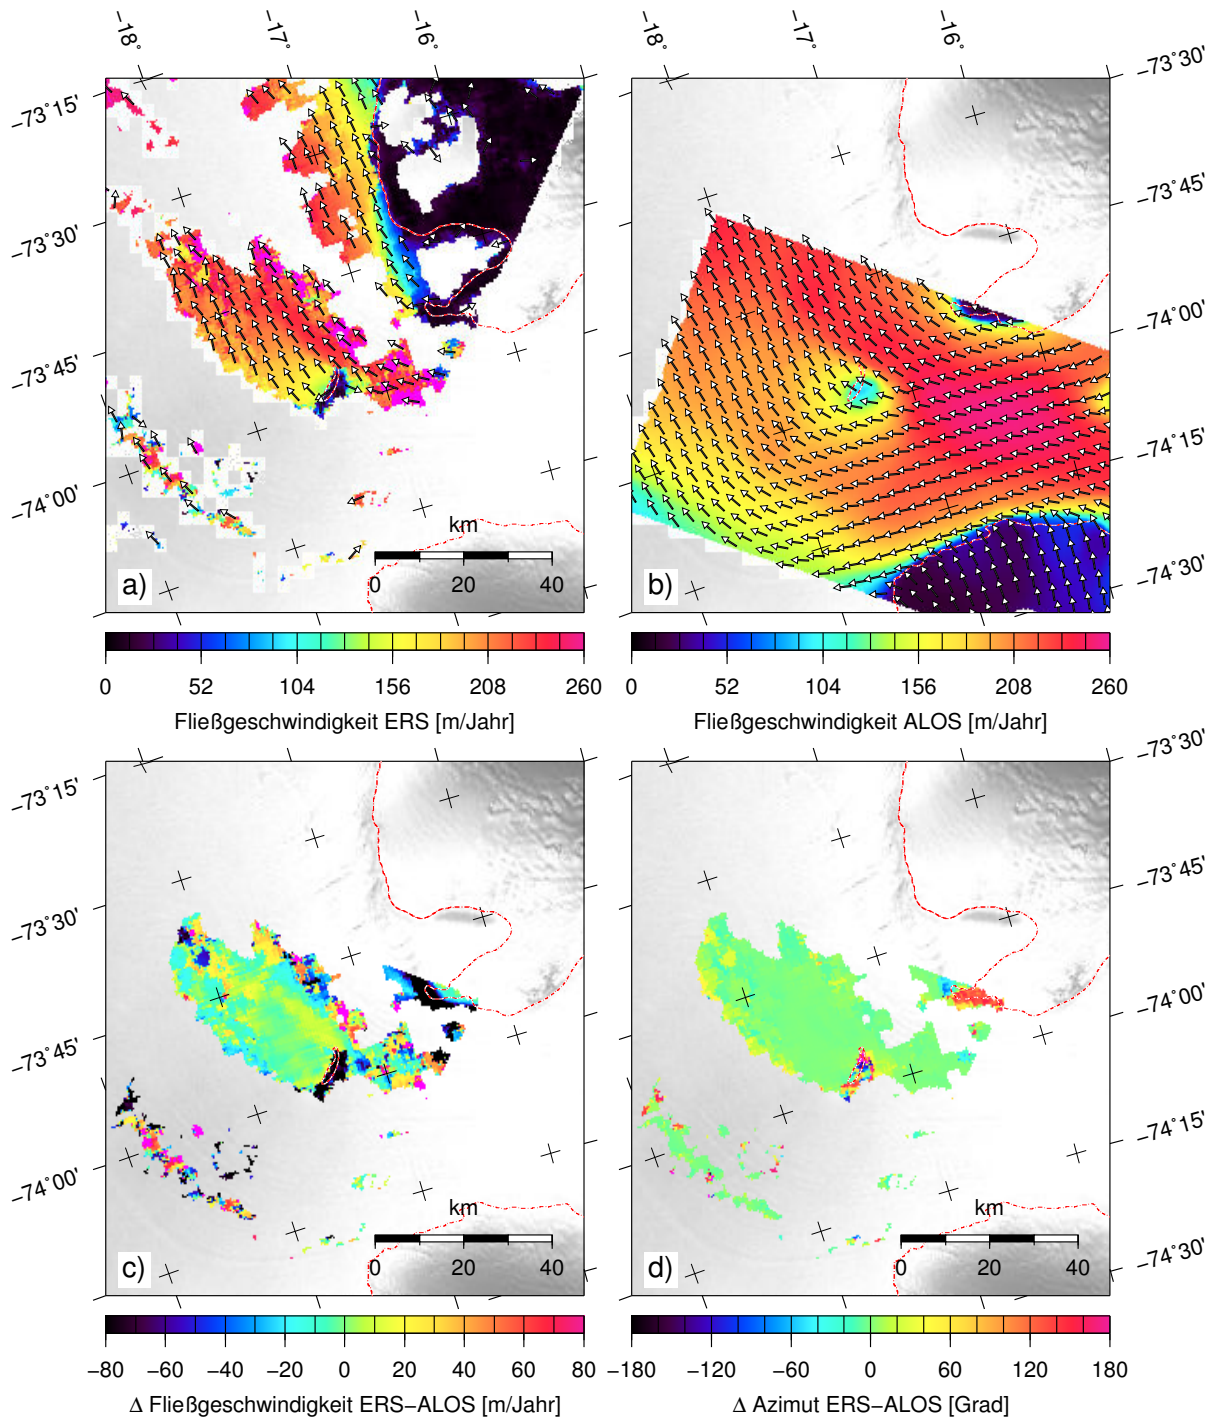 −18° −17° −16°
−18° −17° −16°
−73°15'
−73°30'
−73°45'
−74°00'
−73°30'
−73°45'
−74°00'
−74°15'
−74°30'
km
0 20 40
a)
b)
0 52 104 156 208 260
Fließgeschwindigkeit ERS [m/Jahr]
0 52 104 156 208 260
Fließgeschwindigkeit ALOS [m/Jahr]
−73°15'
−73°30'
−73°45'
−74°00'
−73°30'
−73°45'
−74°00'
−74°15'
−74°30'
km
0 20 40
c)
km
0 20 40
d)
−80 −60 −40 −20 0 20 40 60 80
Δ Fließgeschwindigkeit ERS−ALOS [m/Jahr]
−180 −120 −60 0 60 120 180
Δ Azimut ERS−ALOS [Grad]